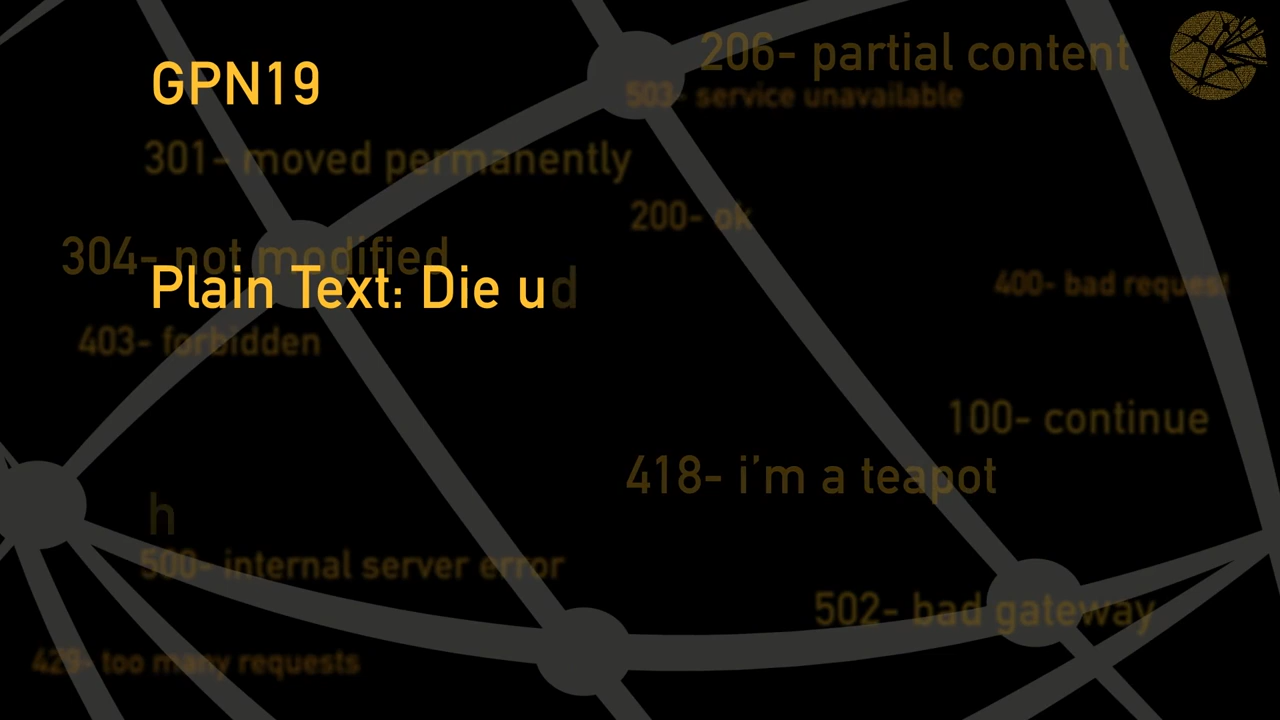 GPN19
206- partial content
503- service unavailable
301- moved permanently
200- ok
304- not modified
Plain Text: Die ud
400- bad request
403- forbidden
100- continue
418- i'm a teapot
h
500- internal server error
502- bad gateway
429- too many requests